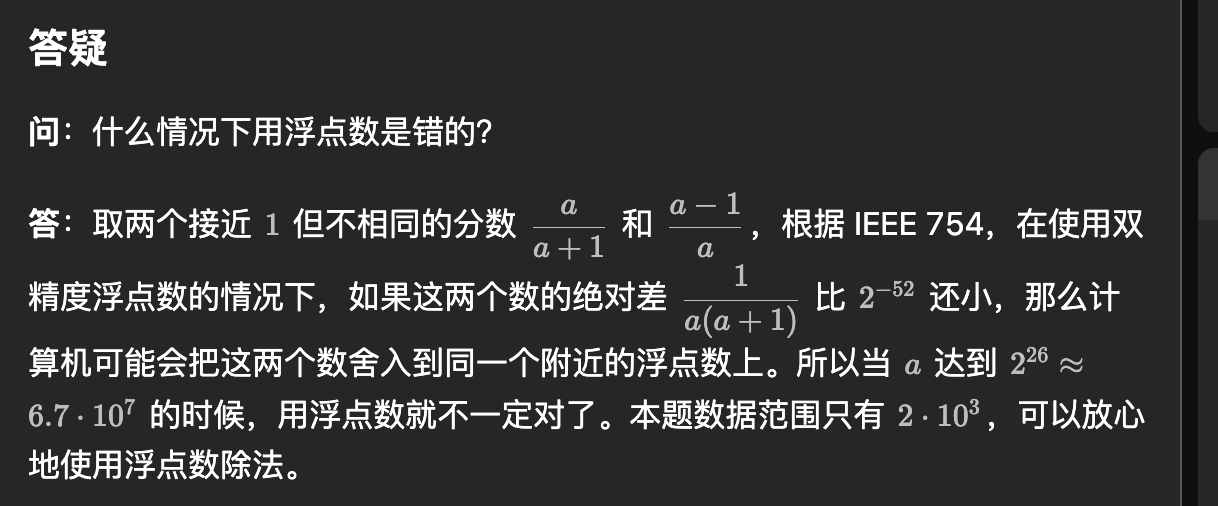 答疑
问：什么情况下用浮点数是错的？
答：取两个接近 1 但不相同的分数 $\dfrac{a}{a+1}$ 和 $\dfrac{a-1}{a}$，根据 IEEE 754，在使用双
精度浮点数的情况下，如果这两个数的绝对差 $\dfrac{1}{a(a+1)}$ 比 $2^{-52}$ 还小，那么计
算机可能会把这两个数舍入到同一个附近的浮点数上。所以当 $a$ 达到 $2^{26} \approx$
$6.7 \cdot 10^7$ 的时候，用浮点数就不一定对了。本题数据范围只有 $2 \cdot 10^3$，可以放心
地使用浮点数除法。